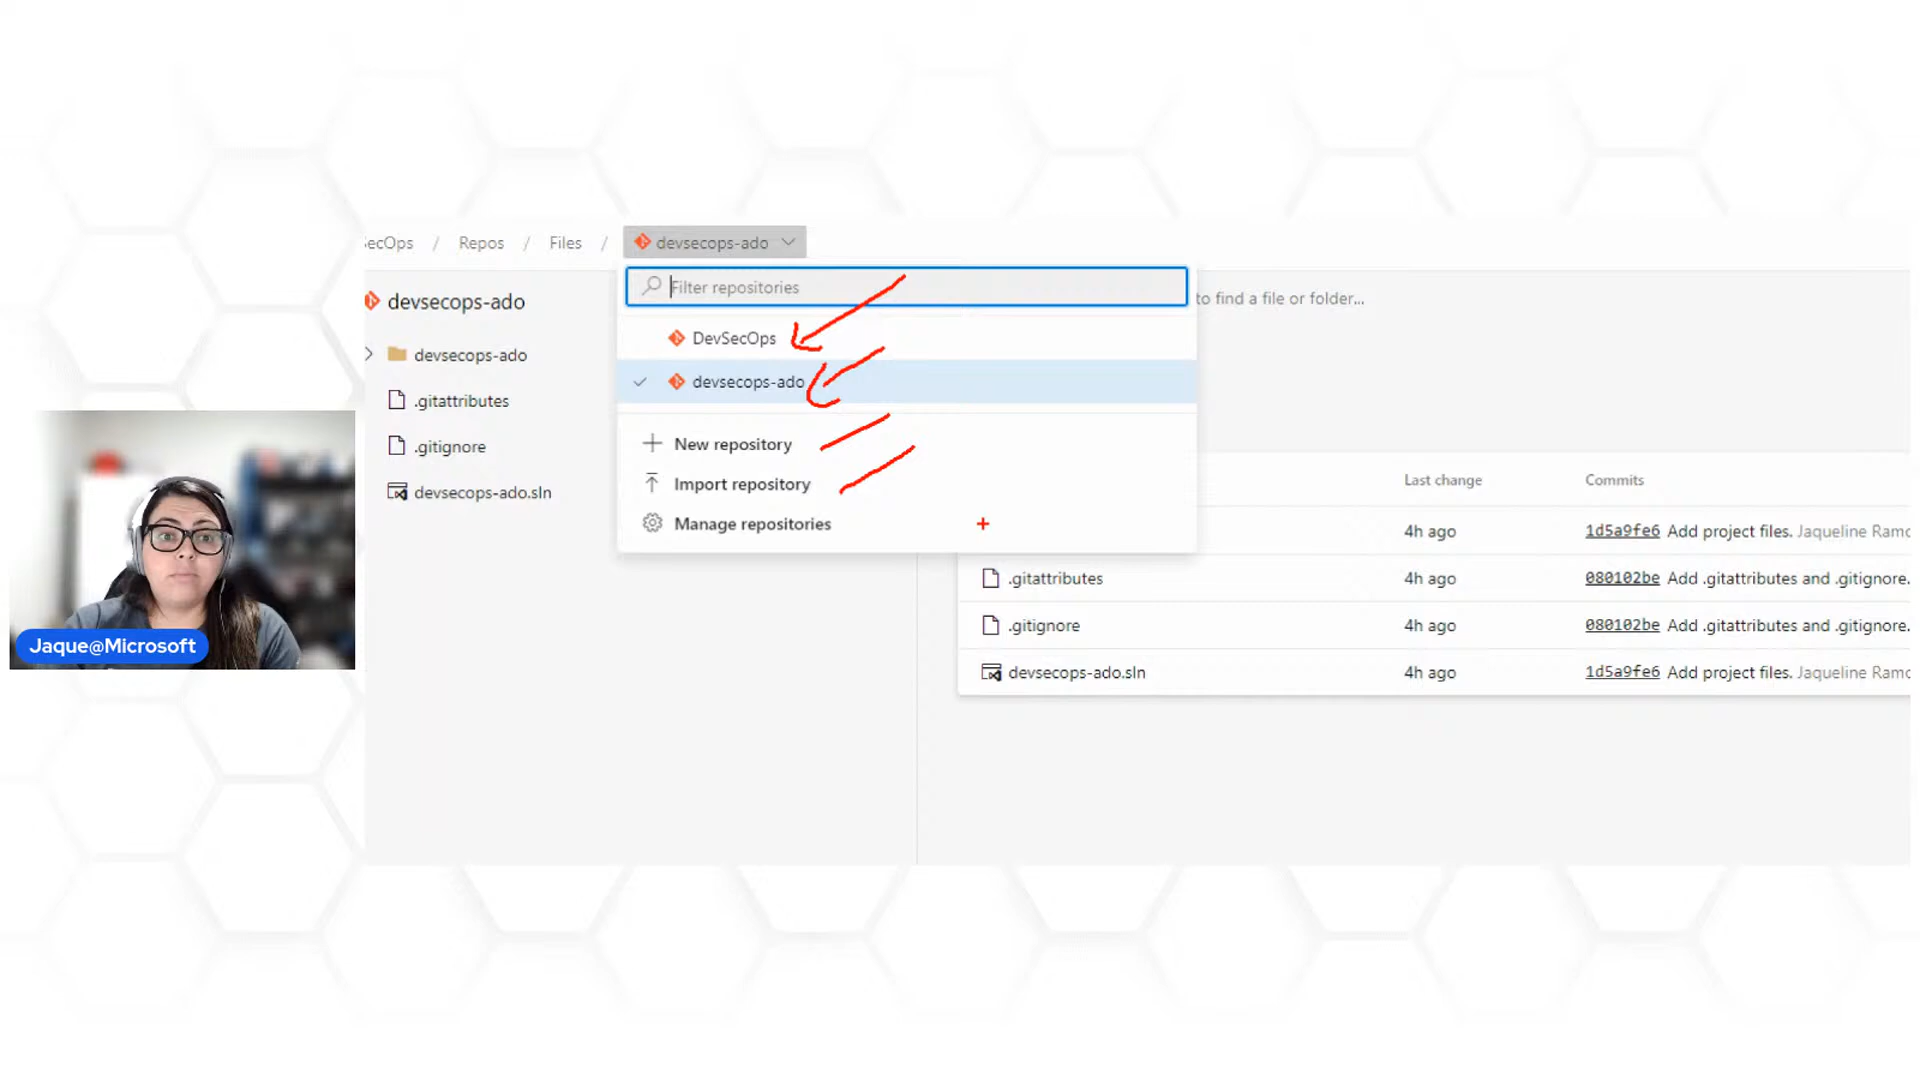 SecOps / Repos / Files / devsecops-ado
devsecops-ado
Filter repositories
to find a file or folder...
DevSecOps
devsecops-ado
devsecops-ado
.gitattributes
.gitignore
devsecops-ado.sln
New repository
Import repository
Manage repositories
Last change Commits
4h ago 1d5a9fe6 Add project files. Jaqueline Ramo
.gitattributes 4h ago 080102be Add .gitattributes and .gitignore.
.gitignore 4h ago 080102be Add .gitattributes and .gitignore.
devsecops-ado.sln 4h ago 1d5a9fe6 Add project files. Jaqueline Ramo
Jaque@Microsoft